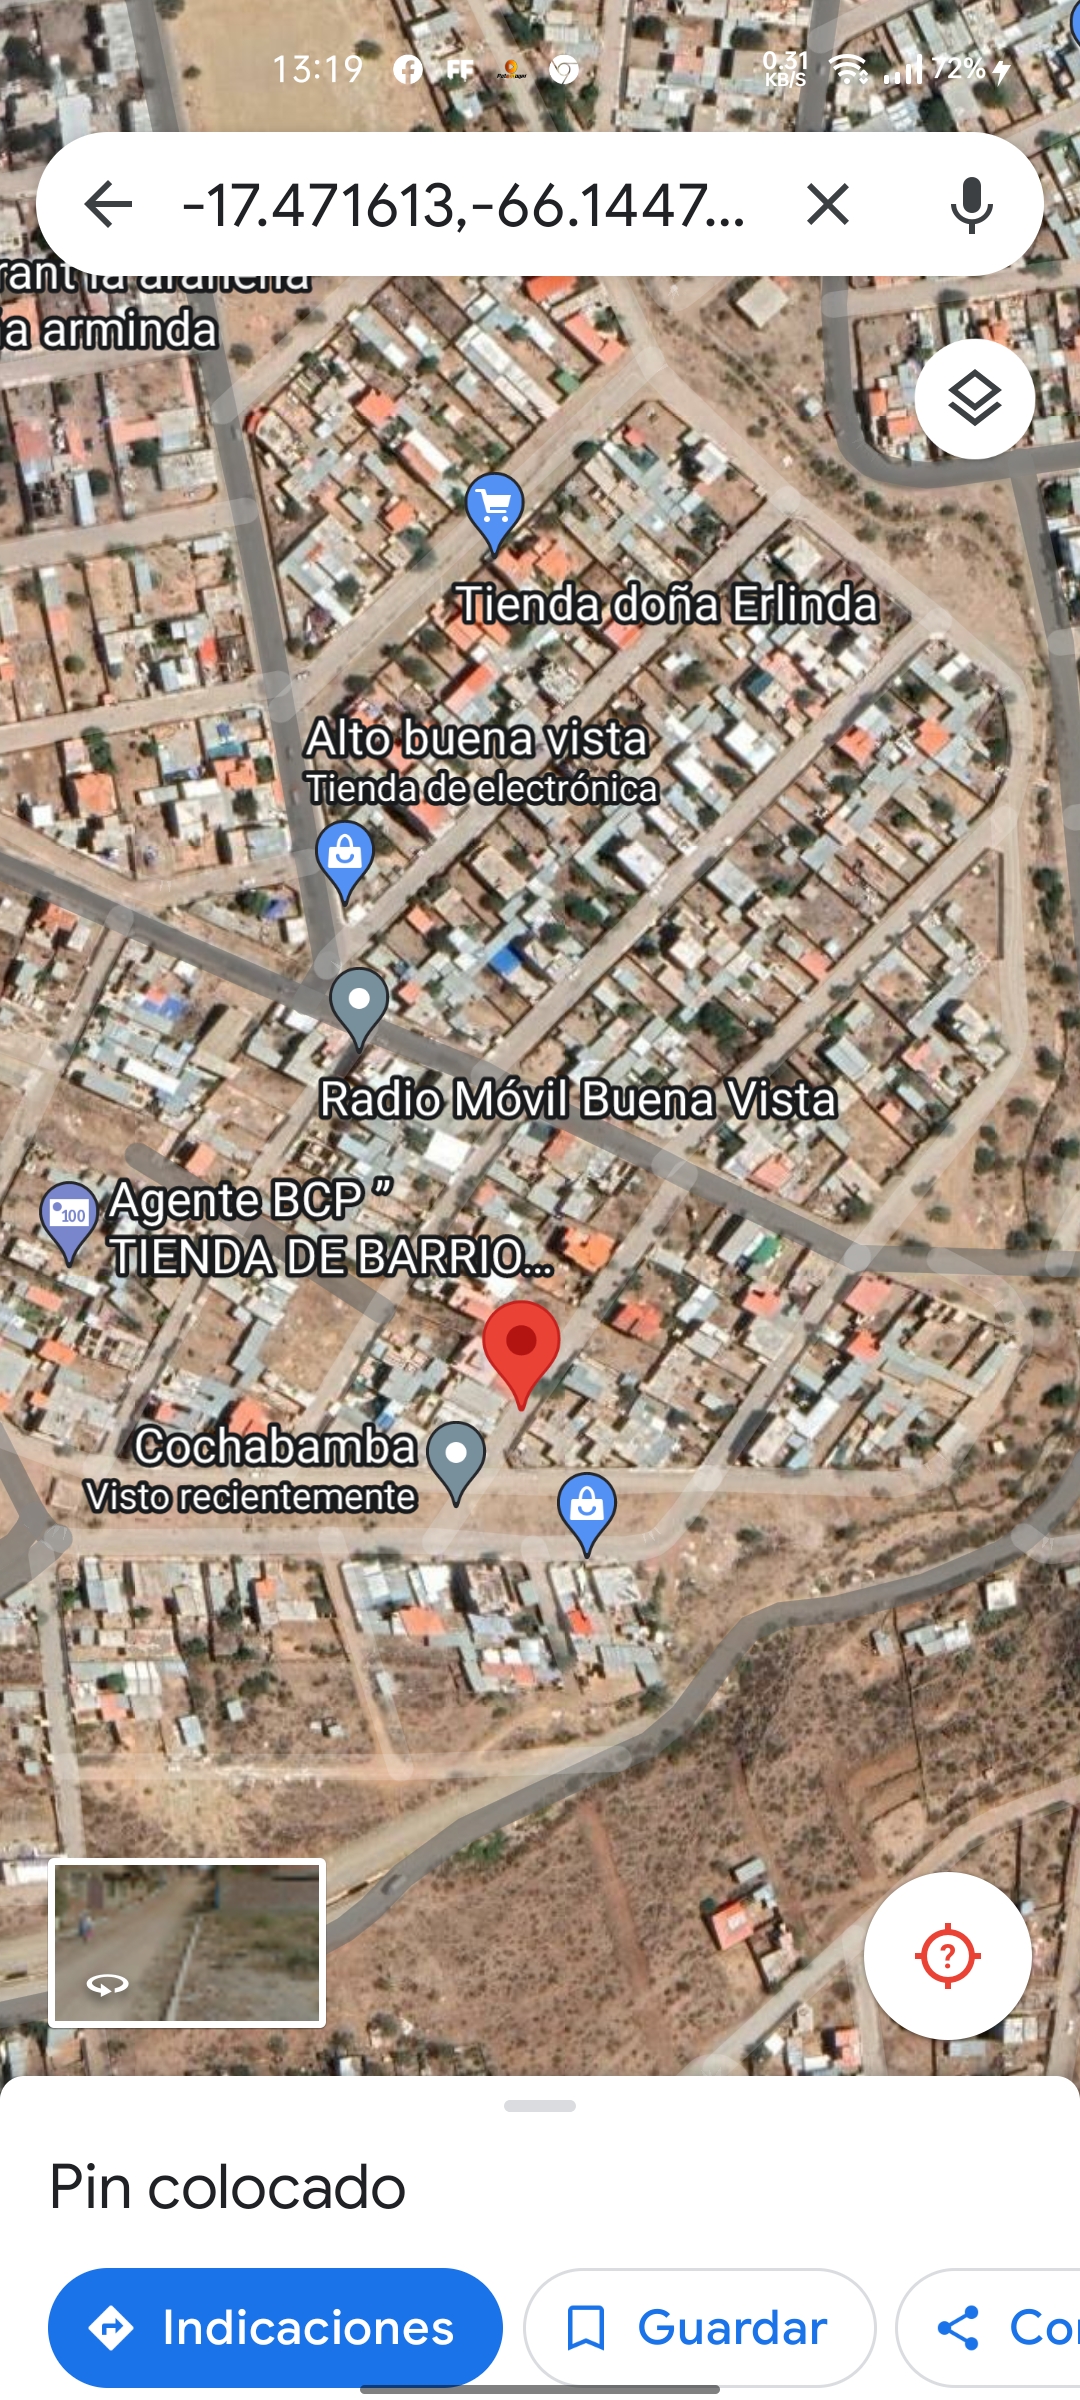 13:19
FF
0.31
KB/S
72%
-17.471613,-66.1447...
a arminda
Tienda doña Erlinda
Alto buena vista
Tienda de electrónica
Radio Móvil Buena Vista
Agente BCP ”
TIENDA DE BARRIO...
100
Cochabamba
Visto recientemente
?
Pin colocado
Indicaciones
Guardar
Co